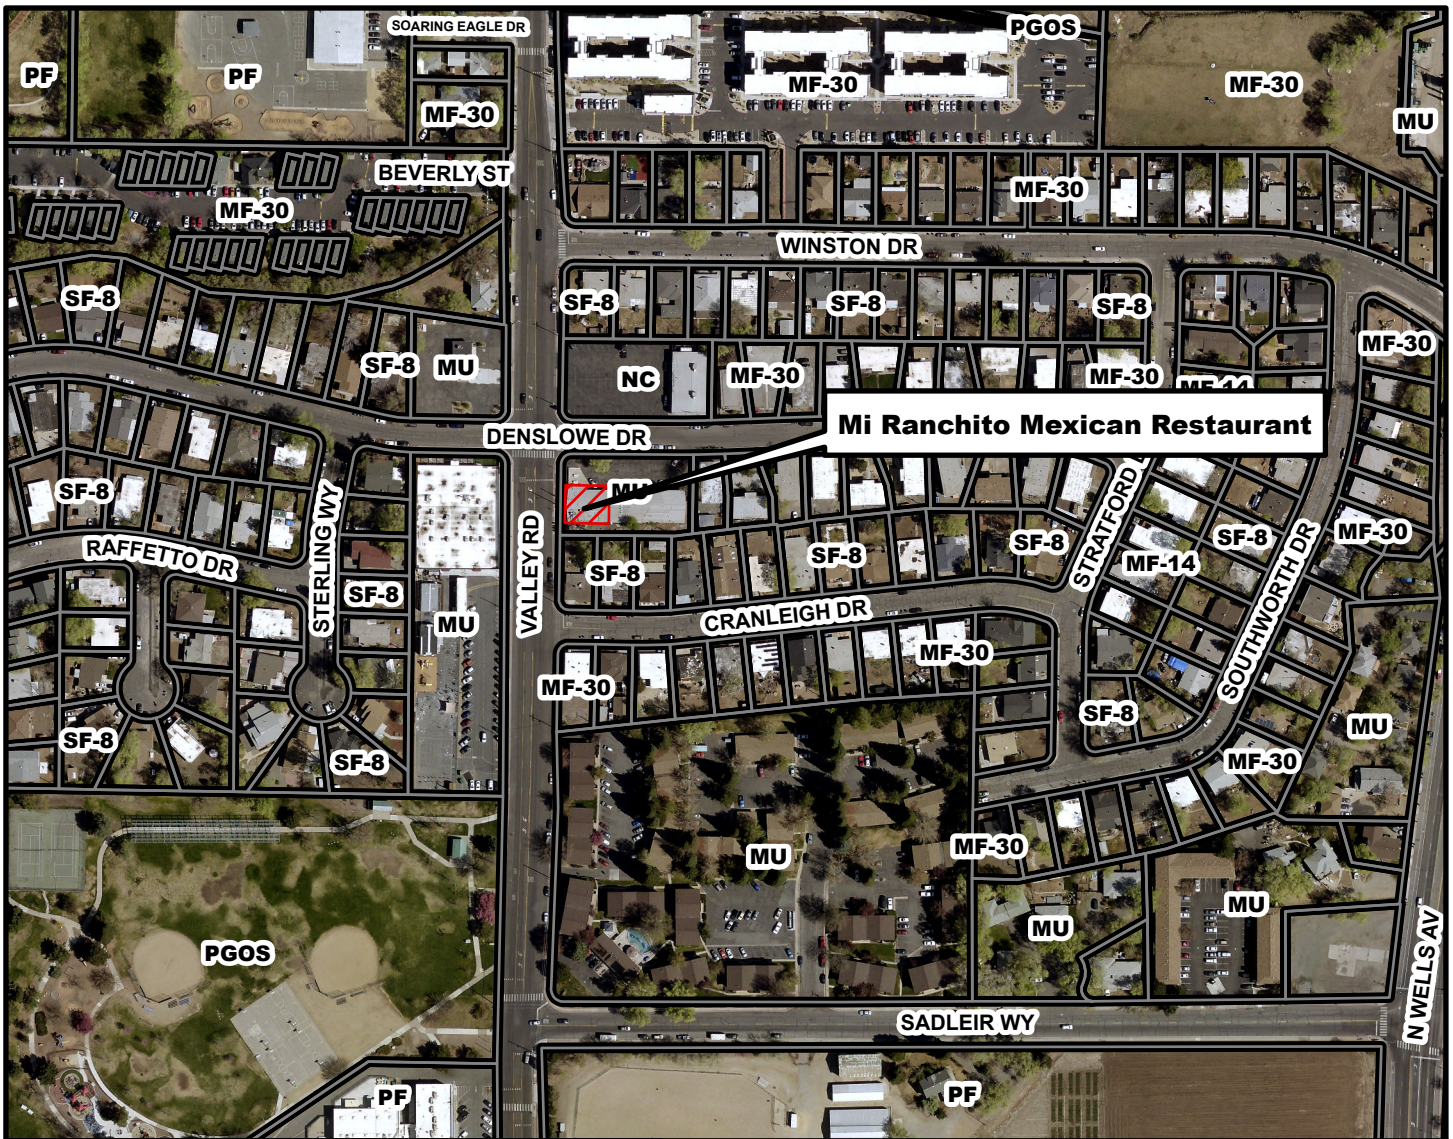 SOARING EAGLE DR
PGOS
PF
PF
MF-30
MF-30
MF-30
MU
BEVERLY ST
MF-30
MF-30
WINSTON DR
SF-8
SF-8
SF-8
SF-8
SF-8
MU
NC
MF-30
MF-30
MF-30
MF-14
Mi Ranchito Mexican Restaurant
DENSLOWE DR
SF-8
MU
STRATFORD
RAFFETTO DR
STERLING WY
VALLEY RD
SF-8
SF-8
SF-8
SF-8
MF-14
SF-8
MF-30
SOUTHWORTH DR
SF-8
MU
CRANLEIGH DR
MF-30
MF-30
SF-8
MU
SF-8
SF-8
MF-30
MU
MF-30
MU
MU
PGOS
N WELLS AV
SADLEIR WY
PF
PF